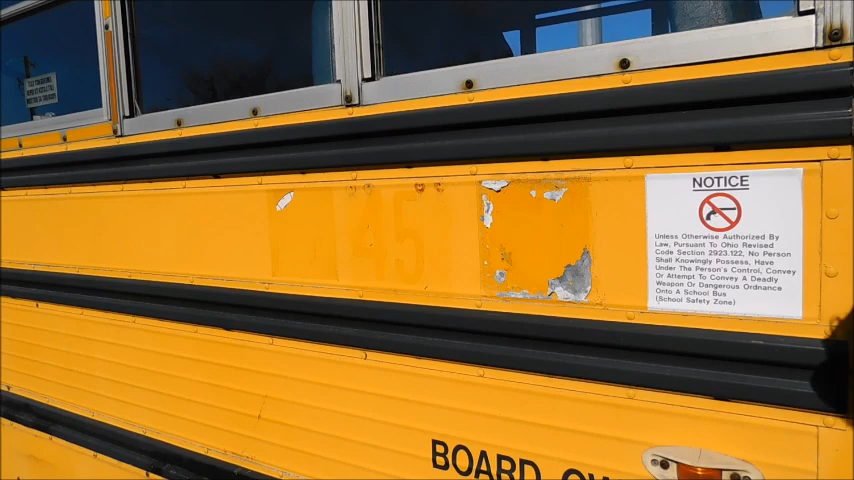 NOTICE
Unless Otherwise Authorized By
Law, Pursuant To Ohio Revised
Code Section 2923.122, No Person
Shall Knowingly Possess, Have
Under The Person's Control, Convey
Or Attempt To Convey A Deadly
Weapon Or Dangerous Ordnance
Onto A School Bus
(School Safety Zone)
45
BOARD